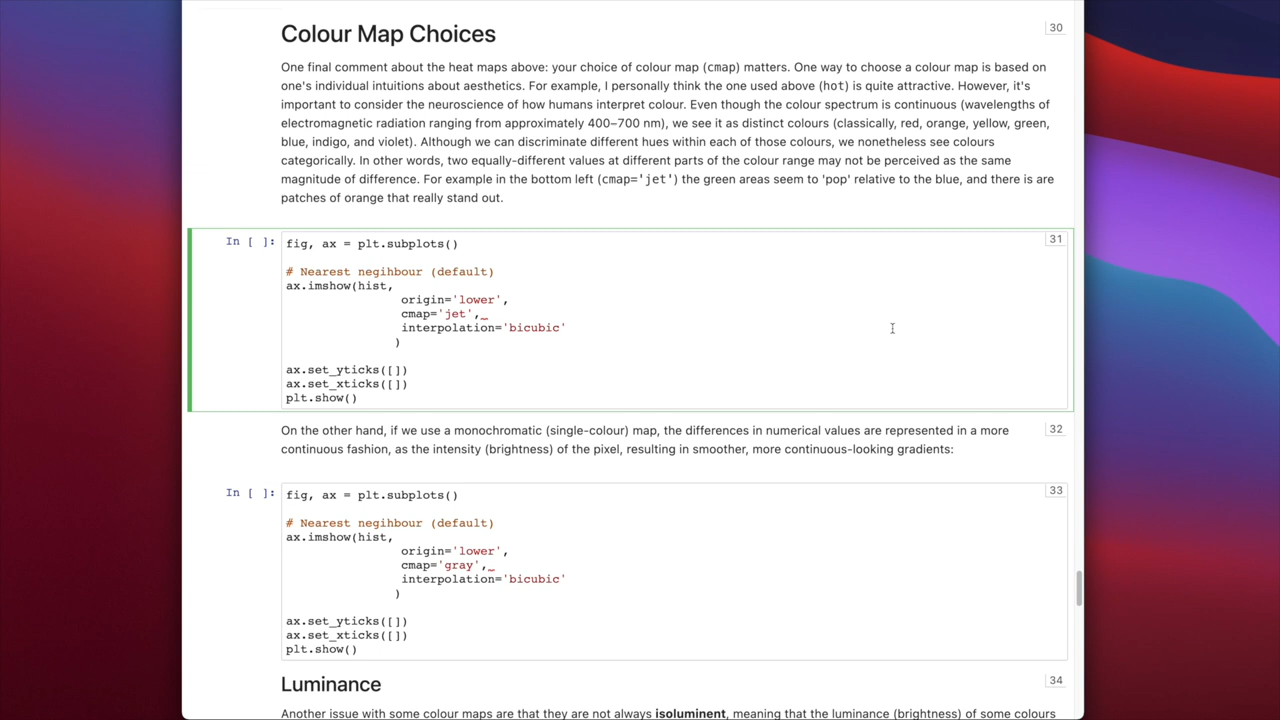 Colour Map Choices
30
One final comment about the heat maps above: your choice of colour map (cmap) matters. One way to choose a colour map is based on
one's individual intuitions about aesthetics. For example, I personally think the one used above (hot) is quite attractive. However, it's
important to consider the neuroscience of how humans interpret colour. Even though the colour spectrum is continuous (wavelengths of
electromagnetic radiation ranging from approximately 400–700 nm), we see it as distinct colours (classically, red, orange, yellow, green,
blue, indigo, and violet). Although we can discriminate different hues within each of those colours, we nonetheless see colours
categorically. In other words, two equally-different values at different parts of the colour range may not be perceived as the same
magnitude of difference. For example in the bottom left (cmap='jet') the green areas seem to 'pop' relative to the blue, and there is are
patches of orange that really stand out.
In [ ]:
31
fig, ax = plt.subplots()
# Nearest negihbour (default)
ax.imshow(hist,
origin='lower',
cmap='jet',
interpolation='bicubic'
)
ax.set_yticks([])
ax.set_xticks([])
plt.show()
On the other hand, if we use a monochromatic (single-colour) map, the differences in numerical values are represented in a more
32
continuous fashion, as the intensity (brightness) of the pixel, resulting in smoother, more continuous-looking gradients:
In [ ]:
33
fig, ax = plt.subplots()
# Nearest negihbour (default)
ax.imshow(hist,
origin='lower',
cmap='gray',
interpolation='bicubic'
)
ax.set_yticks([])
ax.set_xticks([])
plt.show()
Luminance
34
Another issue with some colour maps are that they are not always isoluminent, meaning that the luminance (brightness) of some colours